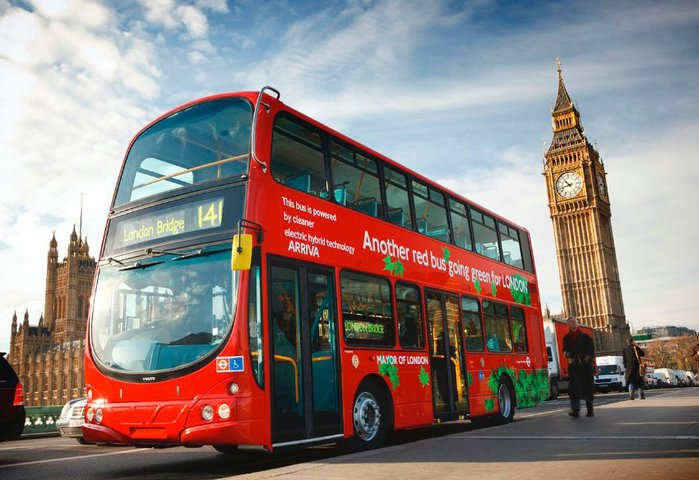 London Bridge 141
This bus is powered
by cleaner
electric hybrid technology
ARRIVA
Another red bus going green for LONDON
LONDON BRIDGE
MAYOR OF LONDON